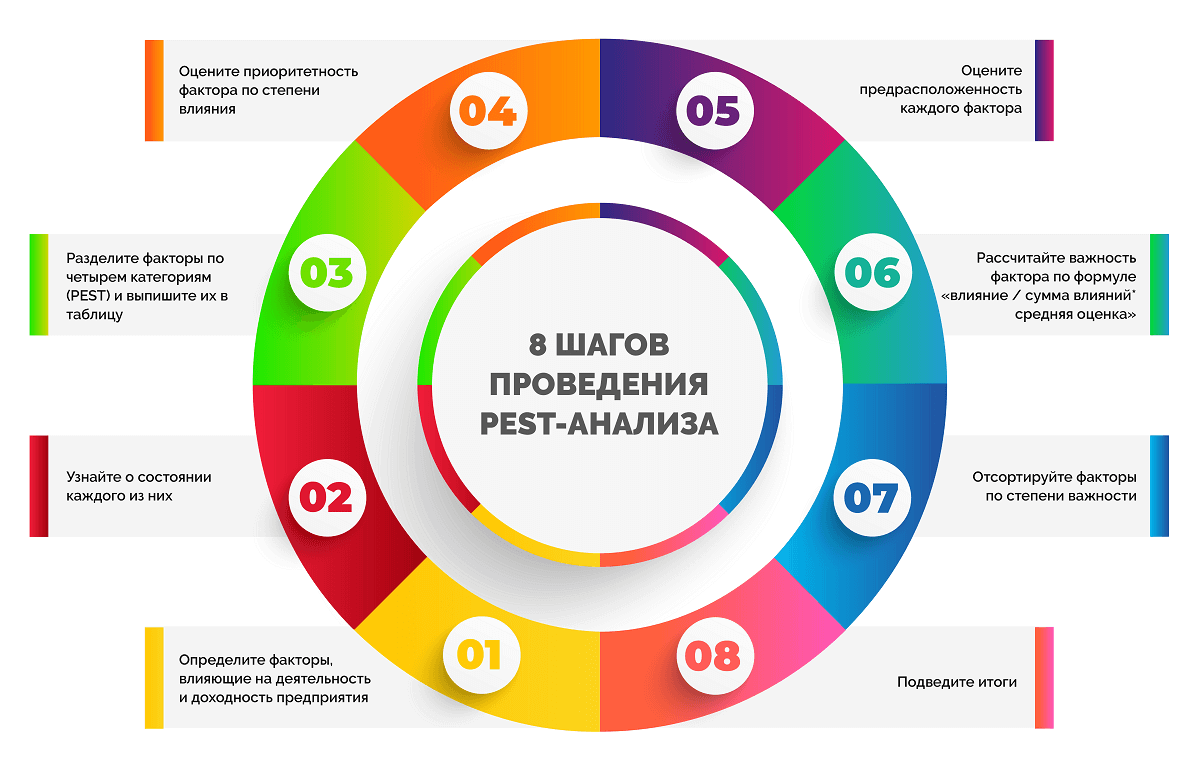 8 ШАГОВ
ПРОВЕДЕНИЯ
PEST-АНАЛИЗА
01
Определите факторы,
влияющие на деятельность
и доходность предприятия
02
Узнайте о состоянии
каждого из них
03
Разделите факторы по
четырем категориям
(PEST) и выпишите их в
таблицу
04
Оцените приоритетность
фактора по степени
влияния
05
Оцените
предрасположенность
каждого фактора
06
Рассчитайте важность
фактора по формуле
«влияние / сумма влияний*
средняя оценка»
07
Отсортируйте факторы
по степени важности
08
Подведите итоги